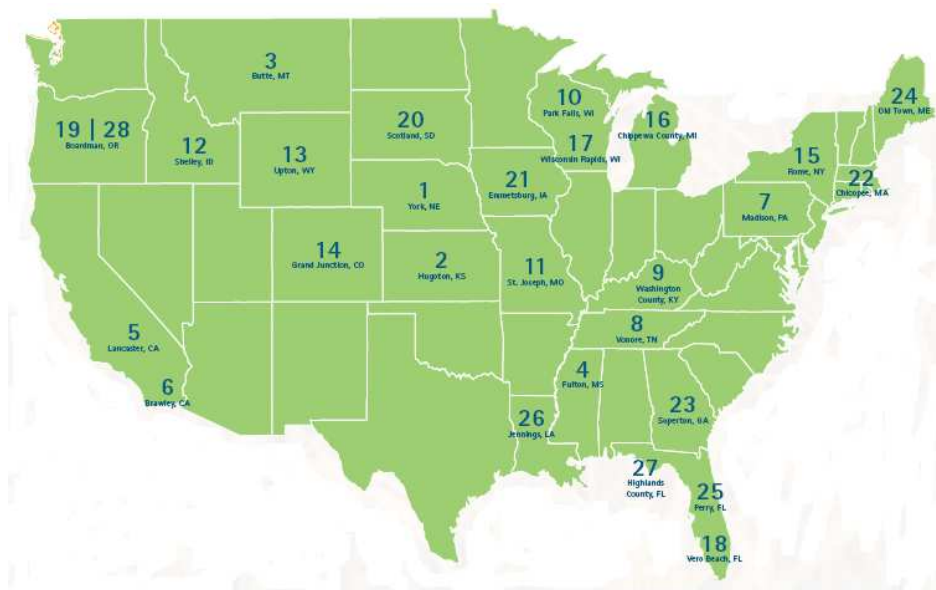 3
Butte, MT
19 | 28
Boardman, OR
12
Shelley, ID
13
Upton, WY
20
Scotland, SD
10
Park Falls, WI
17
Wisconsin Rapids, WI
16
Chippewa County, MI
24
Old Town, ME
15
Rome, NY
22
Chicopee, MA
1
York, NE
21
Emmetsburg, IA
7
Madison, PA
14
Grand Junction, CO
2
Hugoton, KS
11
St. Joseph, MO
9
Washington
County, KY
5
Lancaster, CA
6
Brawley, CA
8
Vonore, TN
4
Fulton, MS
26
Jennings, LA
23
Soperton, GA
27
Highlands
County, FL
25
Perry, FL
18
Vero Beach, FL